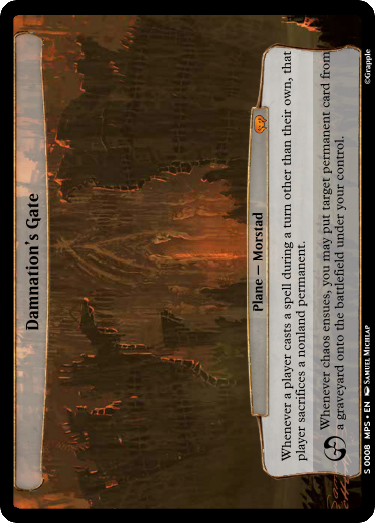 Damnation's Gate
Plane — Morstad
Whenever a player casts a spell during a turn other than their own, that
player sacrifices a nonland permanent.
Whenever chaos ensues, you may put target permanent card from
a graveyard onto the battlefield under your control.
S 0008 MPS • EN Samuel Michlap
©Grapple